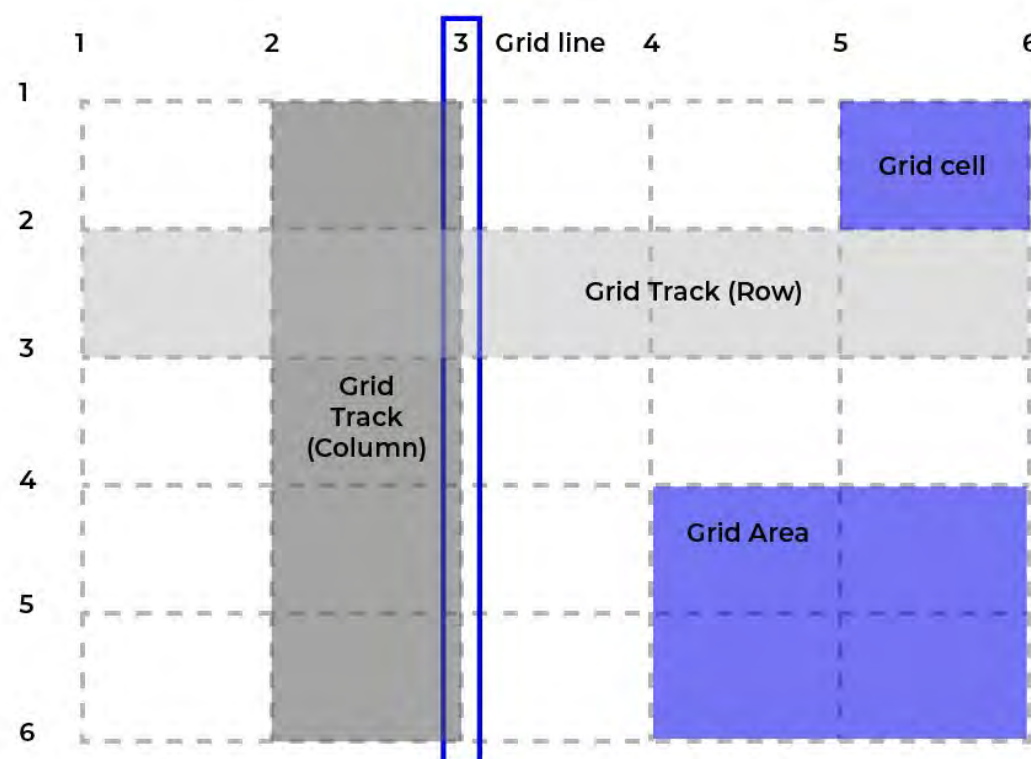 1 2 3 Grid line 4 5 6
1
Grid cell
2
Grid Track (Row)
3
Grid
Track
(Column)
4
Grid Area
5
6